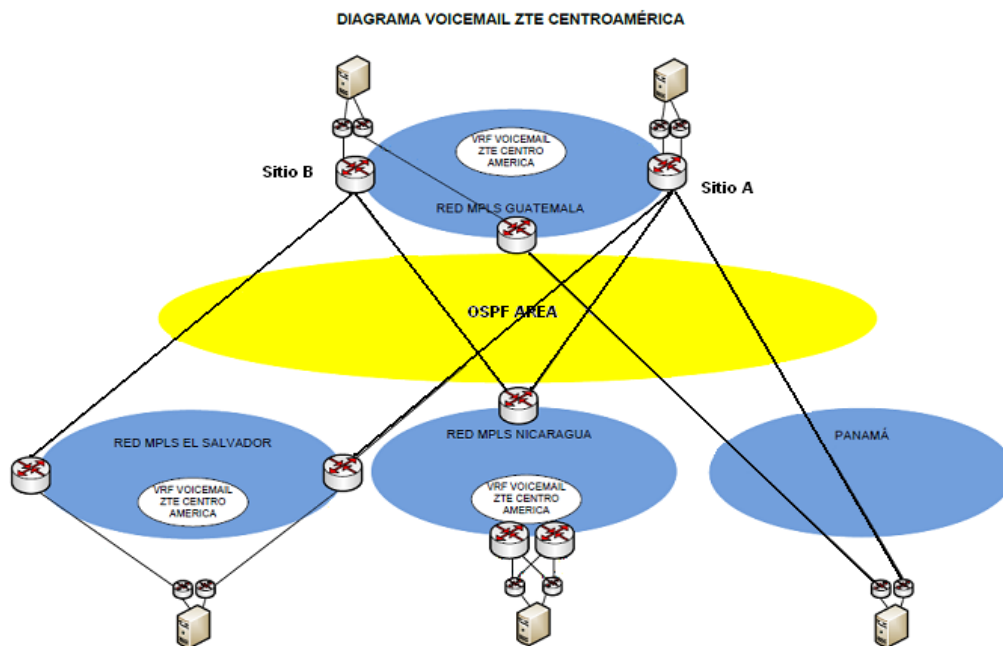 DIAGRAMA VOICEMAIL ZTE CENTROAMÉRICA
VRF VOICEMAIL
ZTE CENTRO
AMERICA
Sitio B
Sitio A
RED MPLS GUATEMALA
OSPF AREA
RED MPLS EL SALVADOR
RED MPLS NICARAGUA
PANAMÁ
VRF VOICEMAIL
ZTE CENTRO
AMERICA
VRF VOICEMAIL
ZTE CENTRO
AMERICA